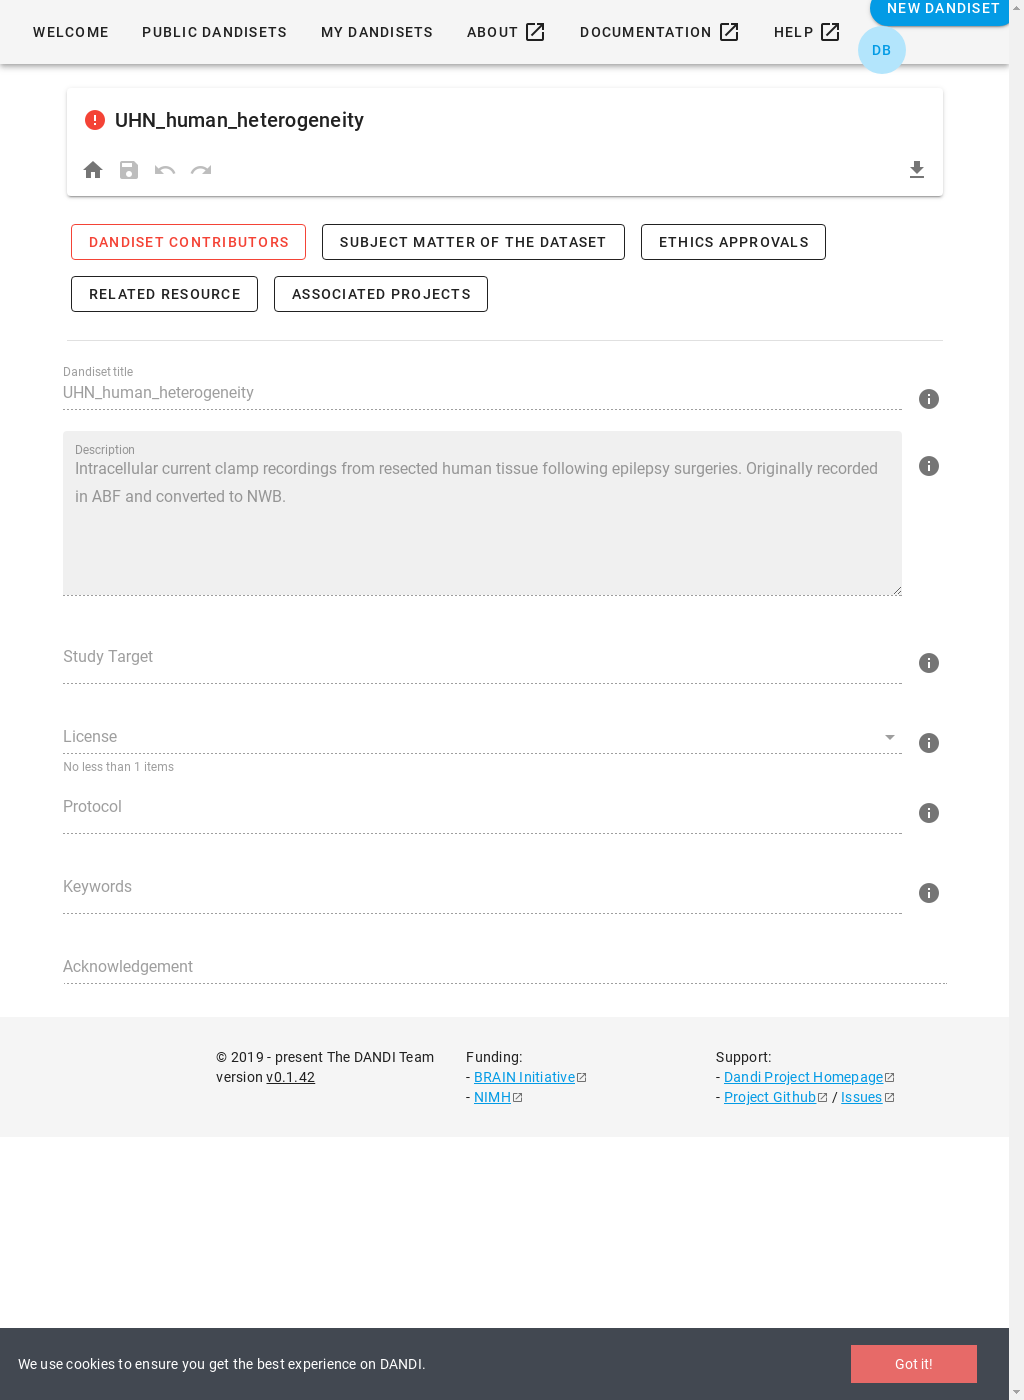 WELCOME PUBLIC DANDISETS MY DANDISETS ABOUT DOCUMENTATION HELP NEW DANDISET
DB
UHN_human_heterogeneity
DANDISET CONTRIBUTORS SUBJECT MATTER OF THE DATASET ETHICS APPROVALS
RELATED RESOURCE ASSOCIATED PROJECTS
Dandiset title
UHN_human_heterogeneity
Description
Intracellular current clamp recordings from resected human tissue following epilepsy surgeries. Originally recorded
in ABF and converted to NWB.
Study Target
License
No less than 1 items
Protocol
Keywords
Acknowledgement
© 2019 - present The DANDI Team
version v0.1.42
Funding:
- BRAIN Initiative
- NIMH
Support:
- Dandi Project Homepage
- Project Github / Issues
We use cookies to ensure you get the best experience on DANDI.
Got it!